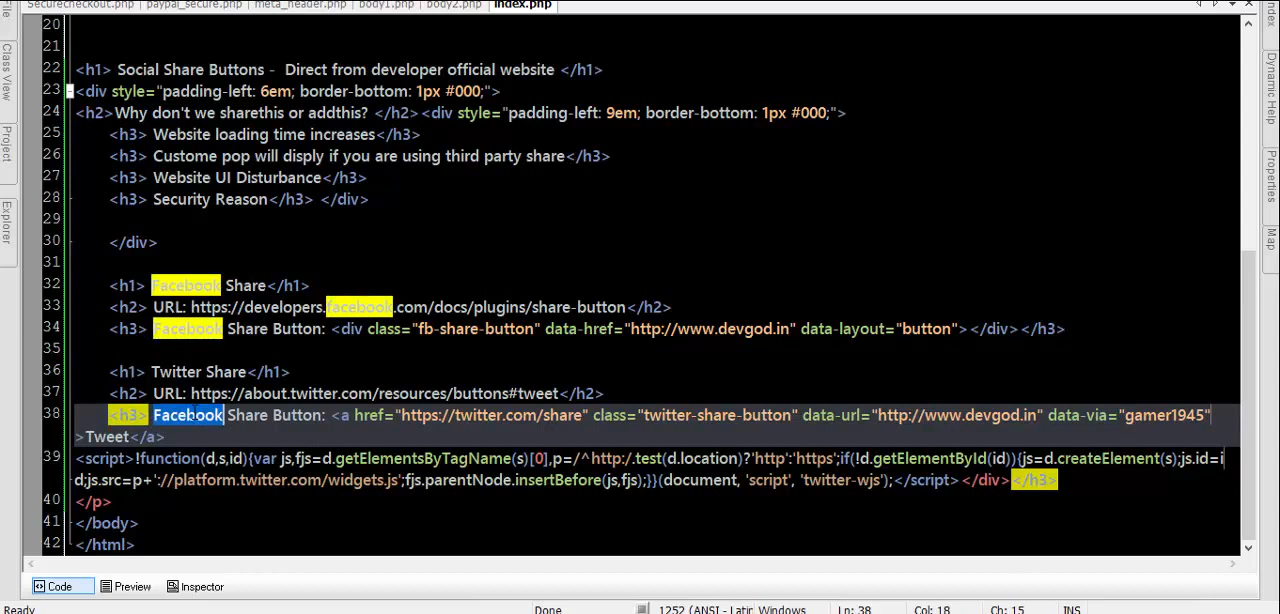 Securecheckout.php paypal_secure.php meta_header.php body1.php body2.php index.php
File
Class View
Project
Explorer
20
21
22 <h1> Social Share Buttons -  Direct from developer official website </h1>
23 <div style="padding-left: 6em; border-bottom: 1px #000;">
24 <h2>Why don't we sharethis or addthis? </h2><div style="padding-left: 9em; border-bottom: 1px #000;">
25 <h3> Website loading time increases</h3>
26 <h3> Custome pop will disply if you are using third party share</h3>
27 <h3> Website UI Disturbance</h3>
28 <h3> Security Reason</h3> </div>
29
30 </div>
31
32 <h1> Facebook Share</h1>
33 <h2> URL: https://developers.facebook.com/docs/plugins/share-button</h2>
34 <h3> Facebook Share Button: <div class="fb-share-button" data-href="http://www.devgod.in" data-layout="button"></div></h3>
35
36 <h1> Twitter Share</h1>
37 <h2> URL: https://about.twitter.com/resources/buttons#tweet</h2>
38 <h3> Facebook Share Button: <a href="https://twitter.com/share" class="twitter-share-button" data-url="http://www.devgod.in" data-via="gamer1945"
>Tweet</a>
39 <script>!function(d,s,id){var js,fjs=d.getElementsByTagName(s)[0],p=/^http:/.test(d.location)?'http':'https';if(!d.getElementById(id)){js=d.createElement(s);js.id=i
d;js.src=p+'://platform.twitter.com/widgets.js';fjs.parentNode.insertBefore(js,fjs);}}(document, 'script', 'twitter-wjs');</script></div></h3>
40 </p>
41 </body>
42 </html>
Index
Dynamic Help
Properties
Map
Code Preview Inspector
Ready Done 1252 (ANSI - Latin Windows Ln: 38 Col: 18 Ch: 15 INS